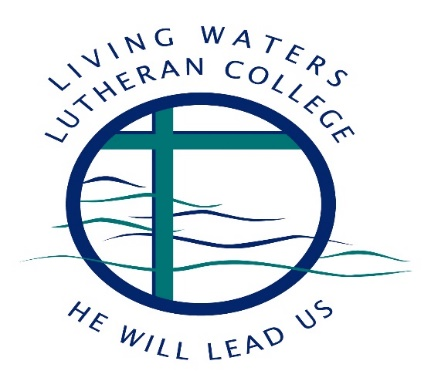 LIVING WATERS
LUTHERAN COLLEGE
HE WILL LEAD US